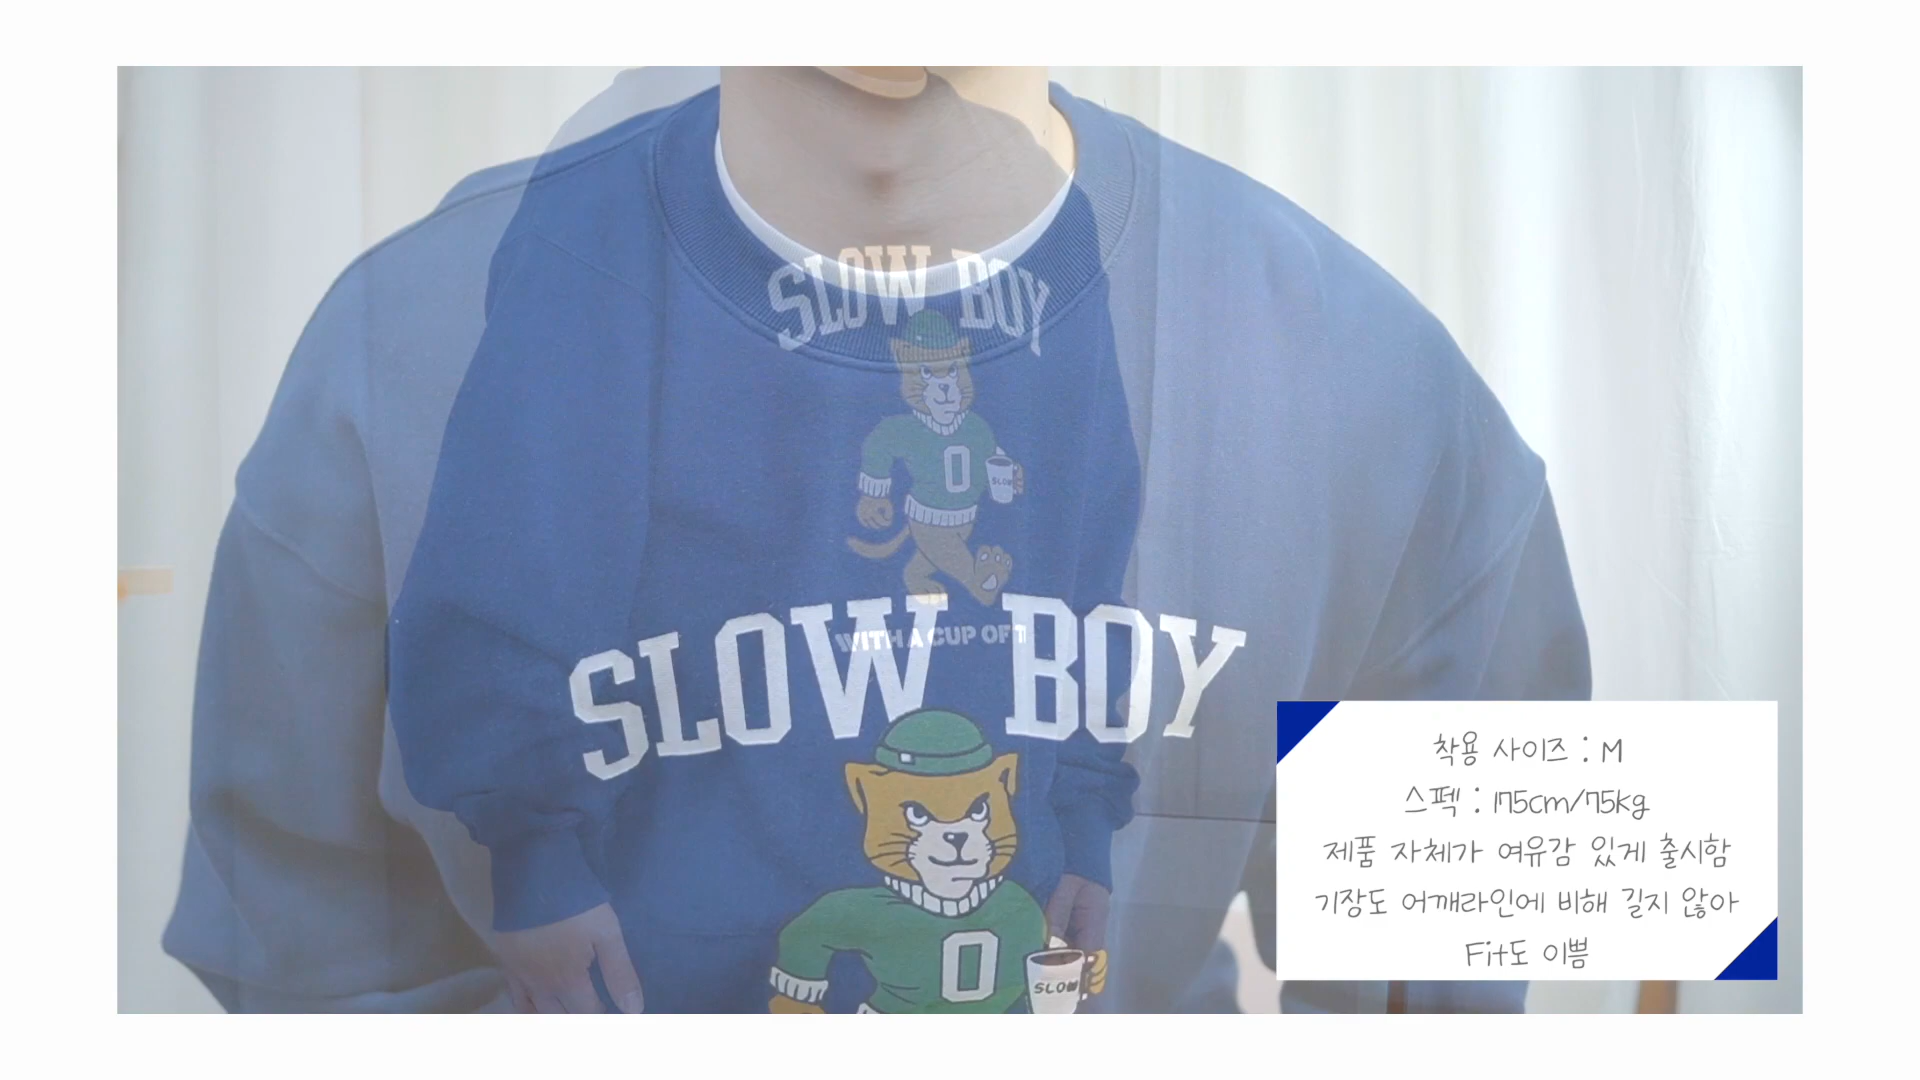 SLOW BOY
WITH A CUP OF
SLOW BOY
SLOW
착용 사이즈 : M
스펙 : 175cm/75kg
제품 자체가 여유감 있게 출시함
기장도 어깨라인에 비해 길지 않아
Fit도 이쁨
O
SLOW
O